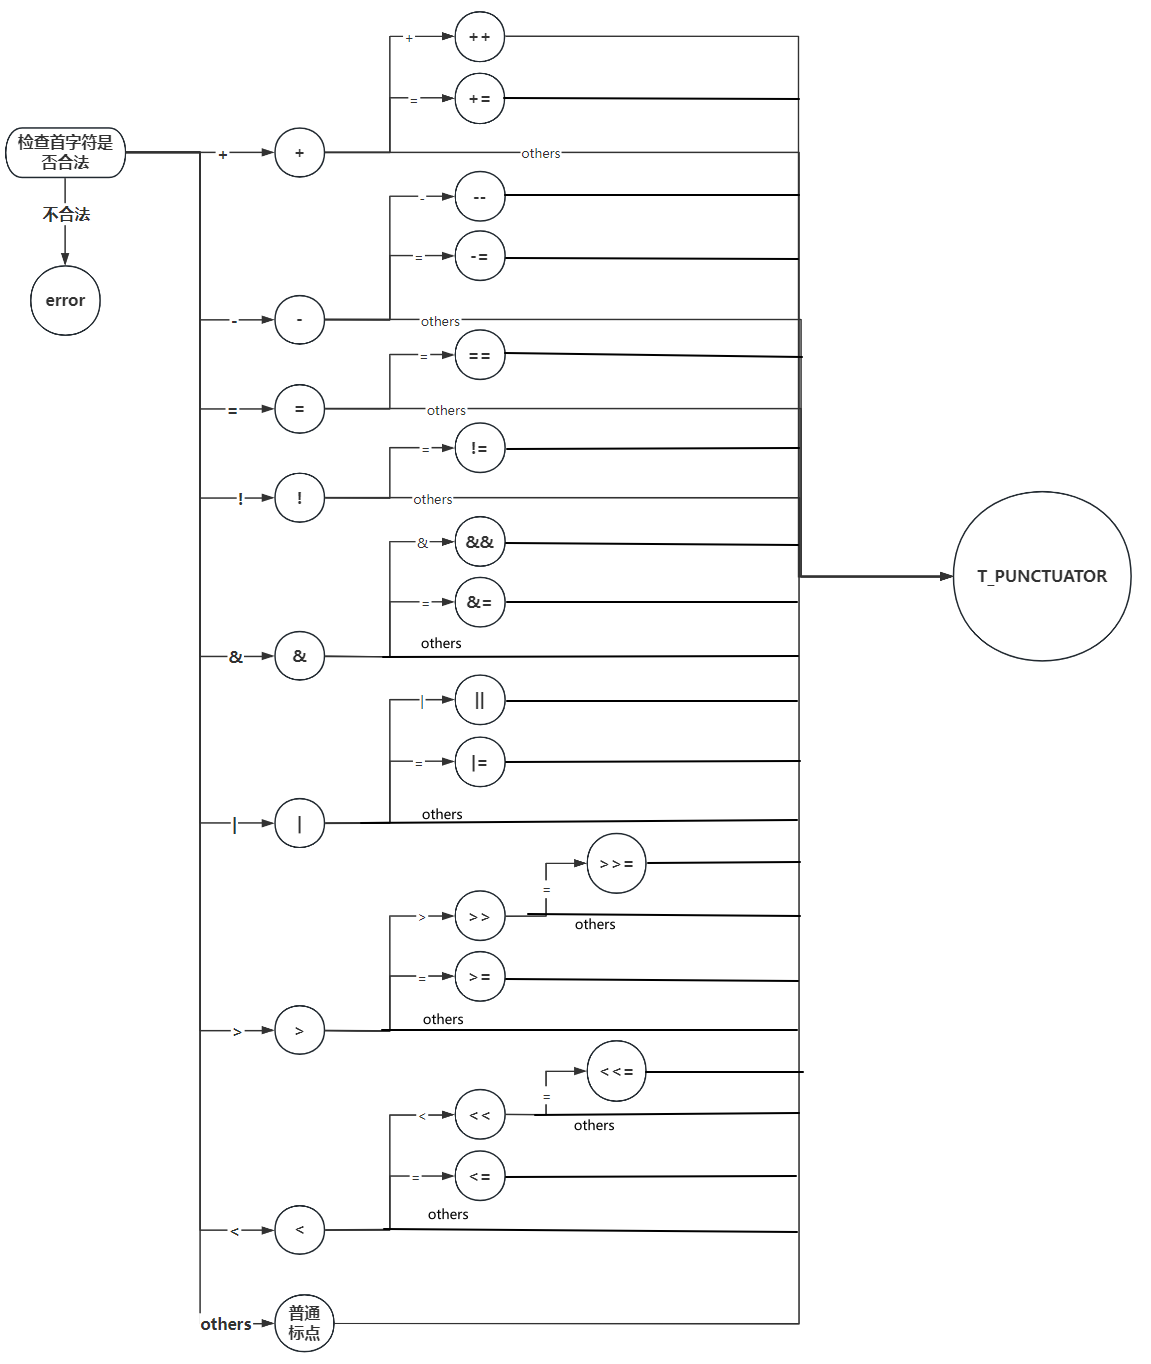 +
++
=
+=
检查首字符是
否合法
+
+
others
不合法
-
--
=
-=
error
-
-
others
=
==
=
=
others
=
!=
!
!
others
&
&&
=
&=
others
&
&
|
||
=
|=
others
|
|
>>=
=
>
>>
others
=
>=
others
>
>
<<=
=
<
<<
others
=
<=
others
<
<
others
普通
标点
T_PUNCTUATOR